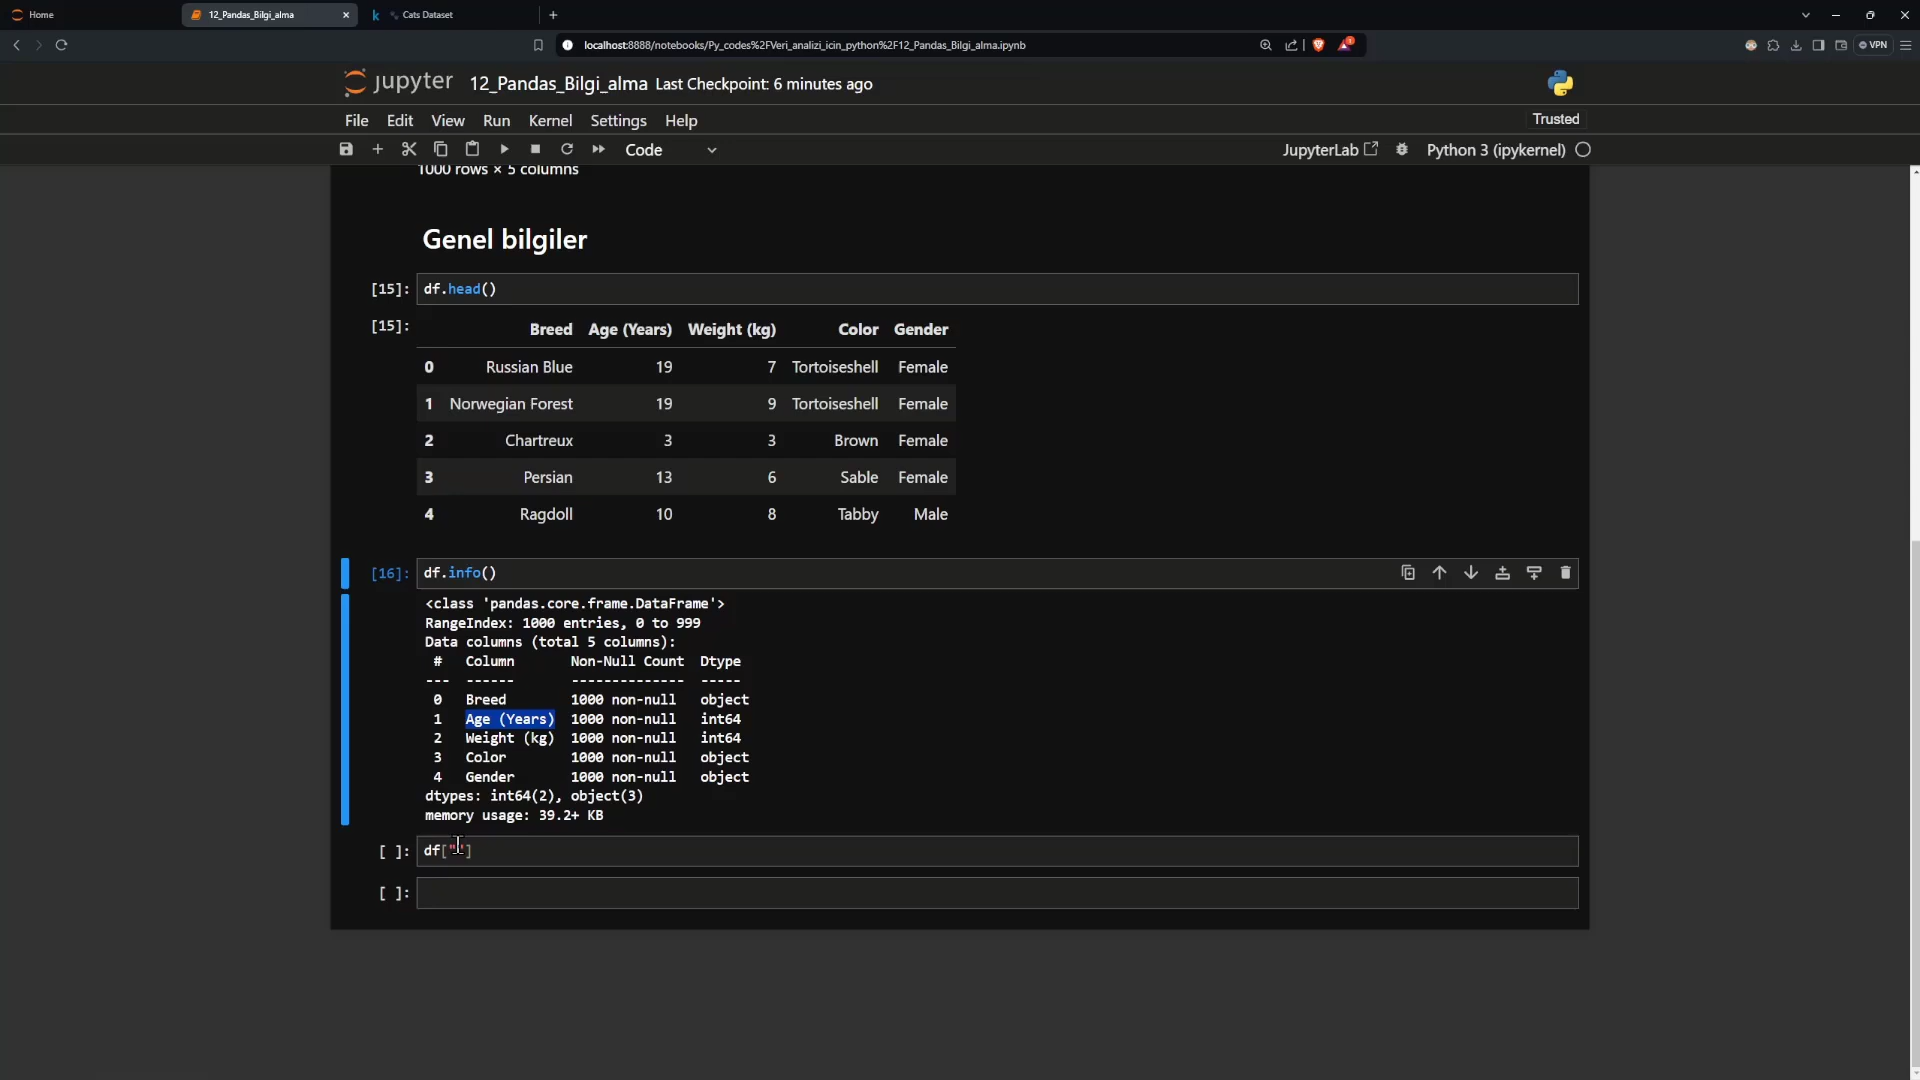 Home
12_Pandas_Bilgi_alma
Cats Dataset
localhost:8888/notebooks/Py_codes%2FVeri_analizi_icin_python%2F12_Pandas_Bilgi_alma.ipynb
VPN
jupyter 12_Pandas_Bilgi_alma Last Checkpoint: 6 minutes ago
File Edit View Run Kernel Settings Help
Trusted
Code
JupyterLab Python 3 (ipykernel)
1000 rows × 5 columns
Genel bilgiler
[15]: df.head()
[15]: Breed Age (Years) Weight (kg) Color Gender
0 Russian Blue 19 7 Tortoiseshell Female
1 Norwegian Forest 19 9 Tortoiseshell Female
2 Chartreux 3 3 Brown Female
3 Persian 13 6 Sable Female
4 Ragdoll 10 8 Tabby Male
[16]: df.info()
<class 'pandas.core.frame.DataFrame'>
RangeIndex: 1000 entries, 0 to 999
Data columns (total 5 columns):
# Column Non-Null Count Dtype
--- ------ -------------- -----
0 Breed 1000 non-null object
1 Age (Years) 1000 non-null int64
2 Weight (kg) 1000 non-null int64
3 Color 1000 non-null object
4 Gender 1000 non-null object
dtypes: int64(2), object(3)
memory usage: 39.2+ KB
[ ]: df[""]
[ ]: